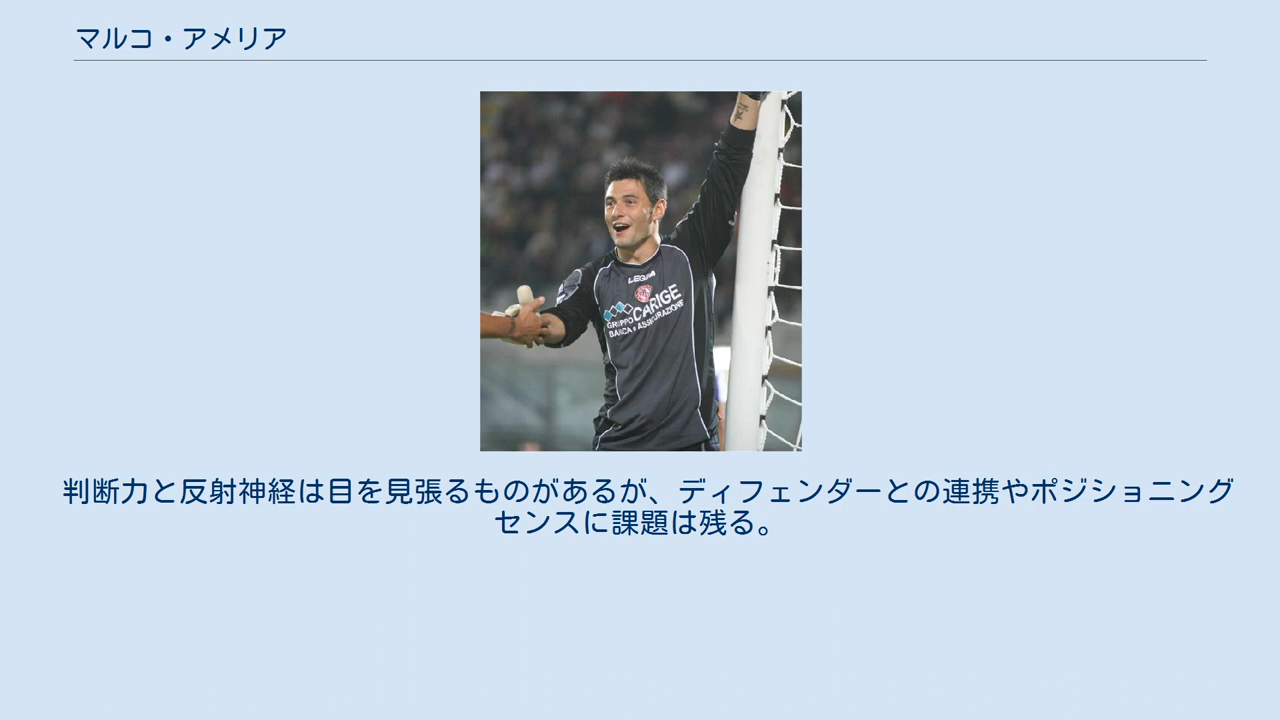 マルコ・アメリア
LEGEA
GRUPPO CARIGE
BANCA e ASSICURAZIONE
判断力と反射神経は目を見張るものがあるが、ディフェンダーとの連携やポジショニング
センスに課題は残る。